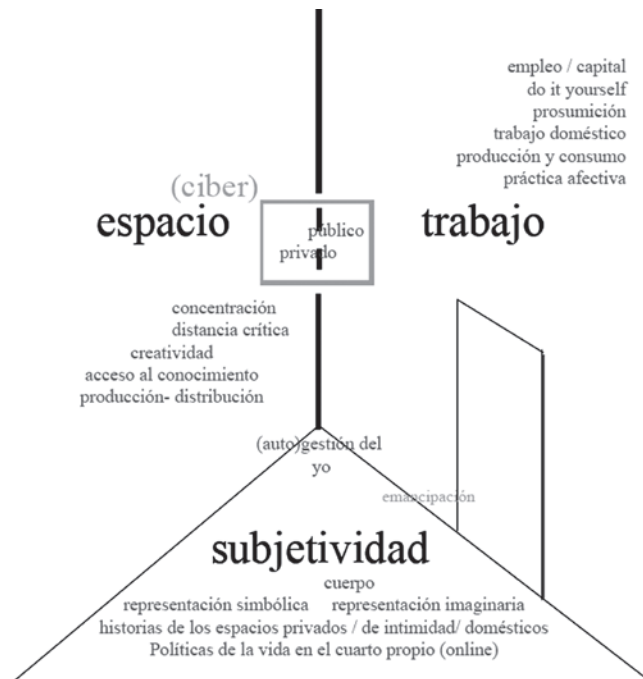 empleo / capital
do it yourself
prosumición
trabajo doméstico
producción y consumo
práctica afectiva
(ciber)
espacio
trabajo
público
privado
concentración
distancia crítica
creatividad
acceso al conocimiento
producción- distribución
(auto)gestión del
yo
emancipación
subjetividad
cuerpo
representación simbólica representación imaginaria
historias de los espacios privados / de intimidad/ domésticos
Políticas de la vida en el cuarto propio (online)